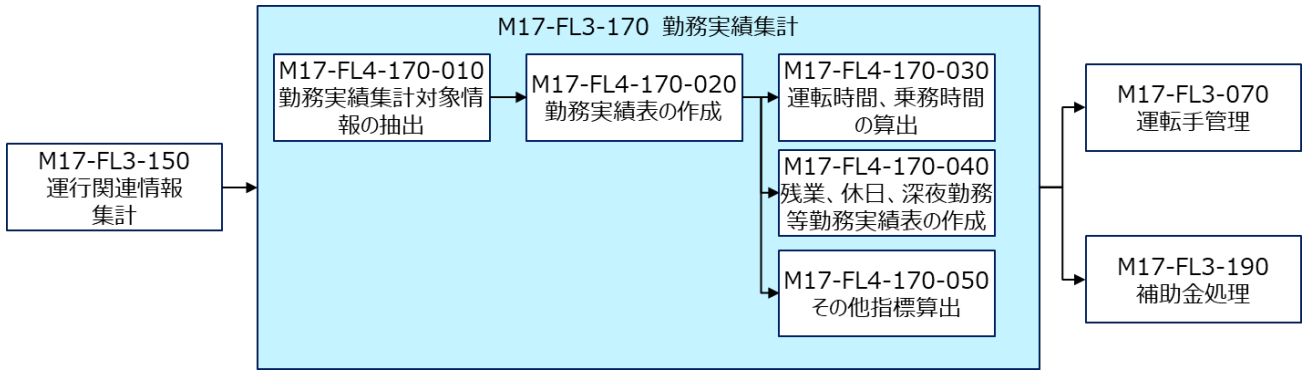 M17-FL3-170 勤務実績集計
M17-FL4-170-010
勤務実績集計対象情
報の抽出
M17-FL4-170-020
勤務実績表の作成
M17-FL4-170-030
運転時間、乗務時間
の算出
M17-FL4-170-040
残業、休日、深夜勤務
等勤務実績表の作成
M17-FL4-170-050
その他指標算出
M17-FL3-150
運行関連情報
集計
M17-FL3-070
運転手管理
M17-FL3-190
補助金処理